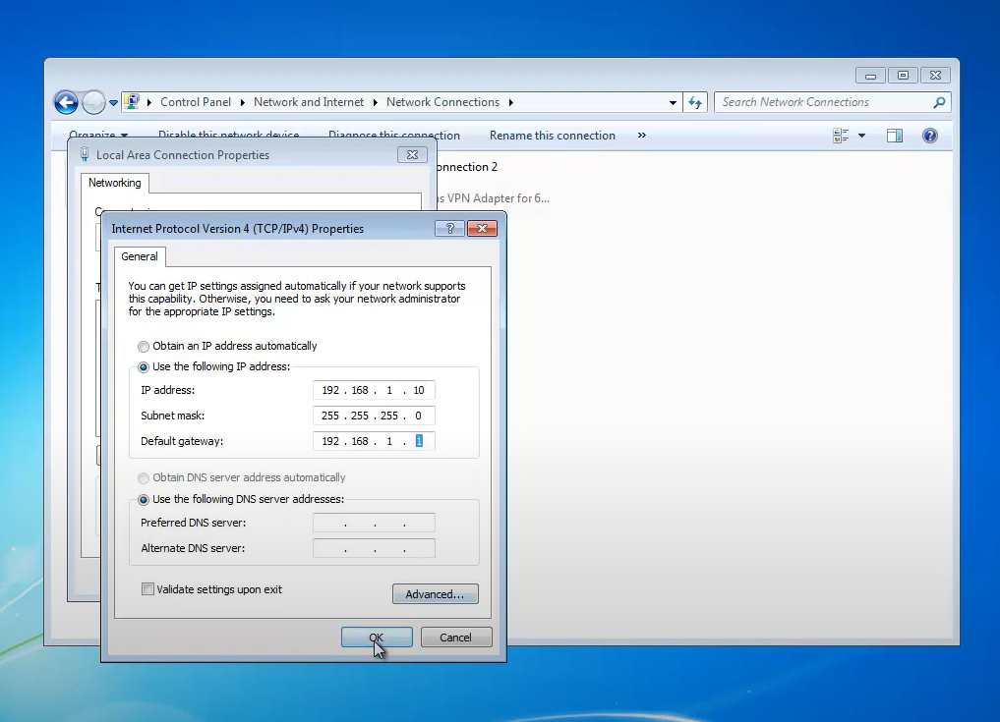 Control Panel Network and Internet Network Connections
Search Network Connections
Organize Disable this network device Diagnose this connection Rename this connection »
Local Area Connection Properties
onnection 2
Networking
as VPN Adapter for 6...
Internet Protocol Version 4 (TCP/IPv4) Properties
General
You can get IP settings assigned automatically if your network supports
this capability. Otherwise, you need to ask your network administrator
for the appropriate IP settings.
Obtain an IP address automatically
Use the following IP address:
IP address: 192 . 168 . 1 . 10
Subnet mask: 255 . 255 . 255 . 0
Default gateway: 192 . 168 . 1 . 1
Obtain DNS server address automatically
Use the following DNS server addresses:
Preferred DNS server: . . .
Alternate DNS server: . . .
Validate settings upon exit
Advanced...
OK Cancel